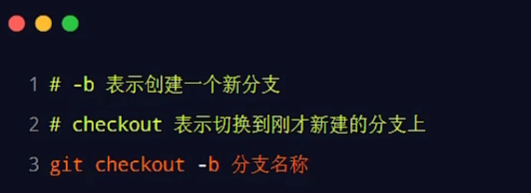 1 # -b 表示创建一个新分支
2 # checkout 表示切换到刚才新建的分支上
3 git checkout -b 分支名称